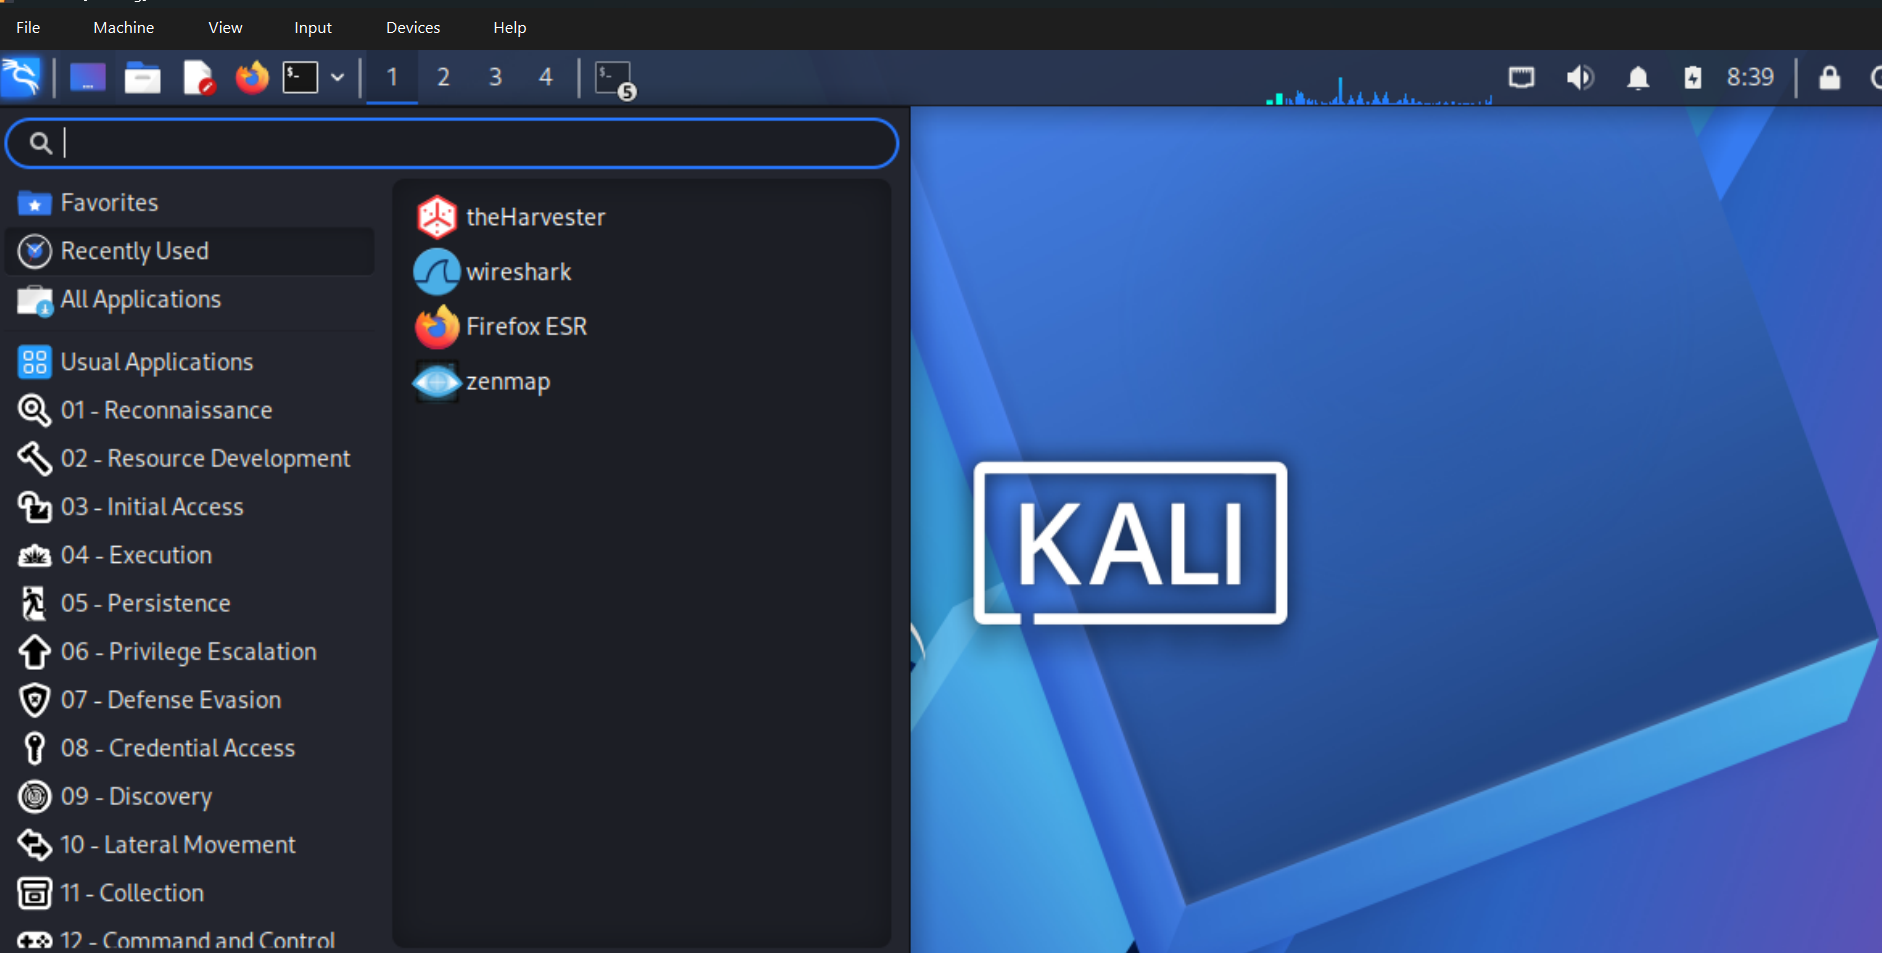 File Machine View Input Devices Help
1 2 3 4 5 8:39
Favorites
Recently Used
All Applications
Usual Applications
01 - Reconnaissance
02 - Resource Development
03 - Initial Access
04 - Execution
05 - Persistence
06 - Privilege Escalation
07 - Defense Evasion
08 - Credential Access
09 - Discovery
10 - Lateral Movement
11 - Collection
12 - Command and Control
theHarvester
wireshark
Firefox ESR
zenmap
KALI